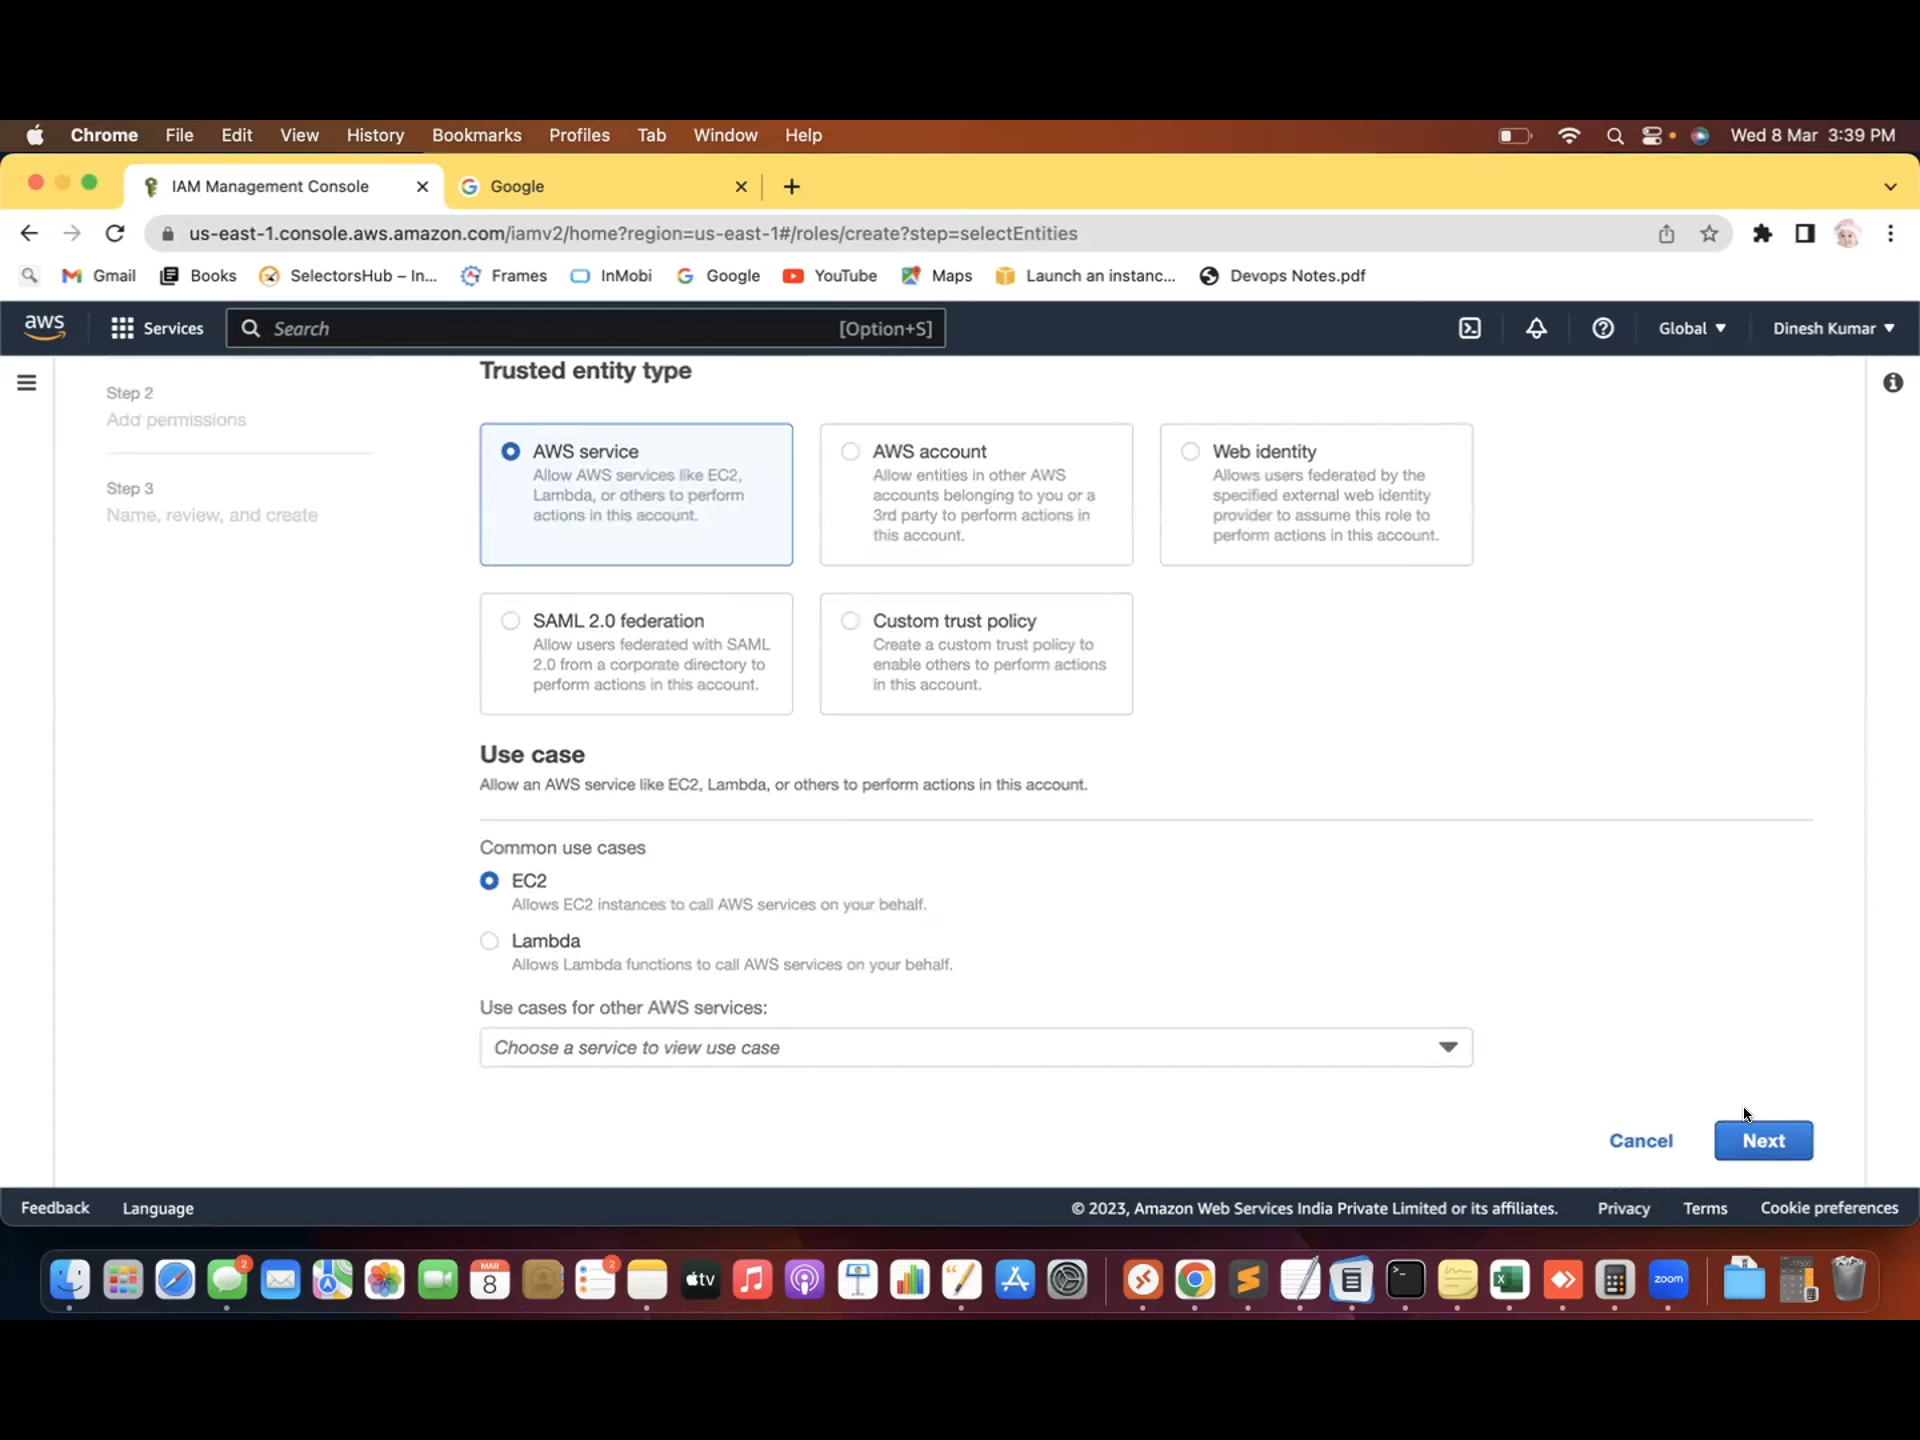 Chrome File Edit View History Bookmarks Profiles Tab Window Help Wed 8 Mar 3:39 PM
IAM Management Console Google
us-east-1.console.aws.amazon.com/iamv2/home?region=us-east-1#/roles/create?step=selectEntities
Gmail Books SelectorsHub – In... Frames InMobi Google YouTube Maps Launch an instanc... Devops Notes.pdf
aws Services Search [Option+S] Global Dinesh Kumar
Trusted entity type
Step 2
Add permissions
Step 3
Name, review, and create
AWS service
Allow AWS services like EC2,
Lambda, or others to perform
actions in this account.
AWS account
Allow entities in other AWS
accounts belonging to you or a
3rd party to perform actions in
this account.
Web identity
Allows users federated by the
specified external web identity
provider to assume this role to
perform actions in this account.
SAML 2.0 federation
Allow users federated with SAML
2.0 from a corporate directory to
perform actions in this account.
Custom trust policy
Create a custom trust policy to
enable others to perform actions
in this account.
Use case
Allow an AWS service like EC2, Lambda, or others to perform actions in this account.
Common use cases
EC2
Allows EC2 instances to call AWS services on your behalf.
Lambda
Allows Lambda functions to call AWS services on your behalf.
Use cases for other AWS services:
Choose a service to view use case
Cancel Next
Feedback Language © 2023, Amazon Web Services India Private Limited or its affiliates. Privacy Terms Cookie preferences
2 MAR 8 2 tv zoom